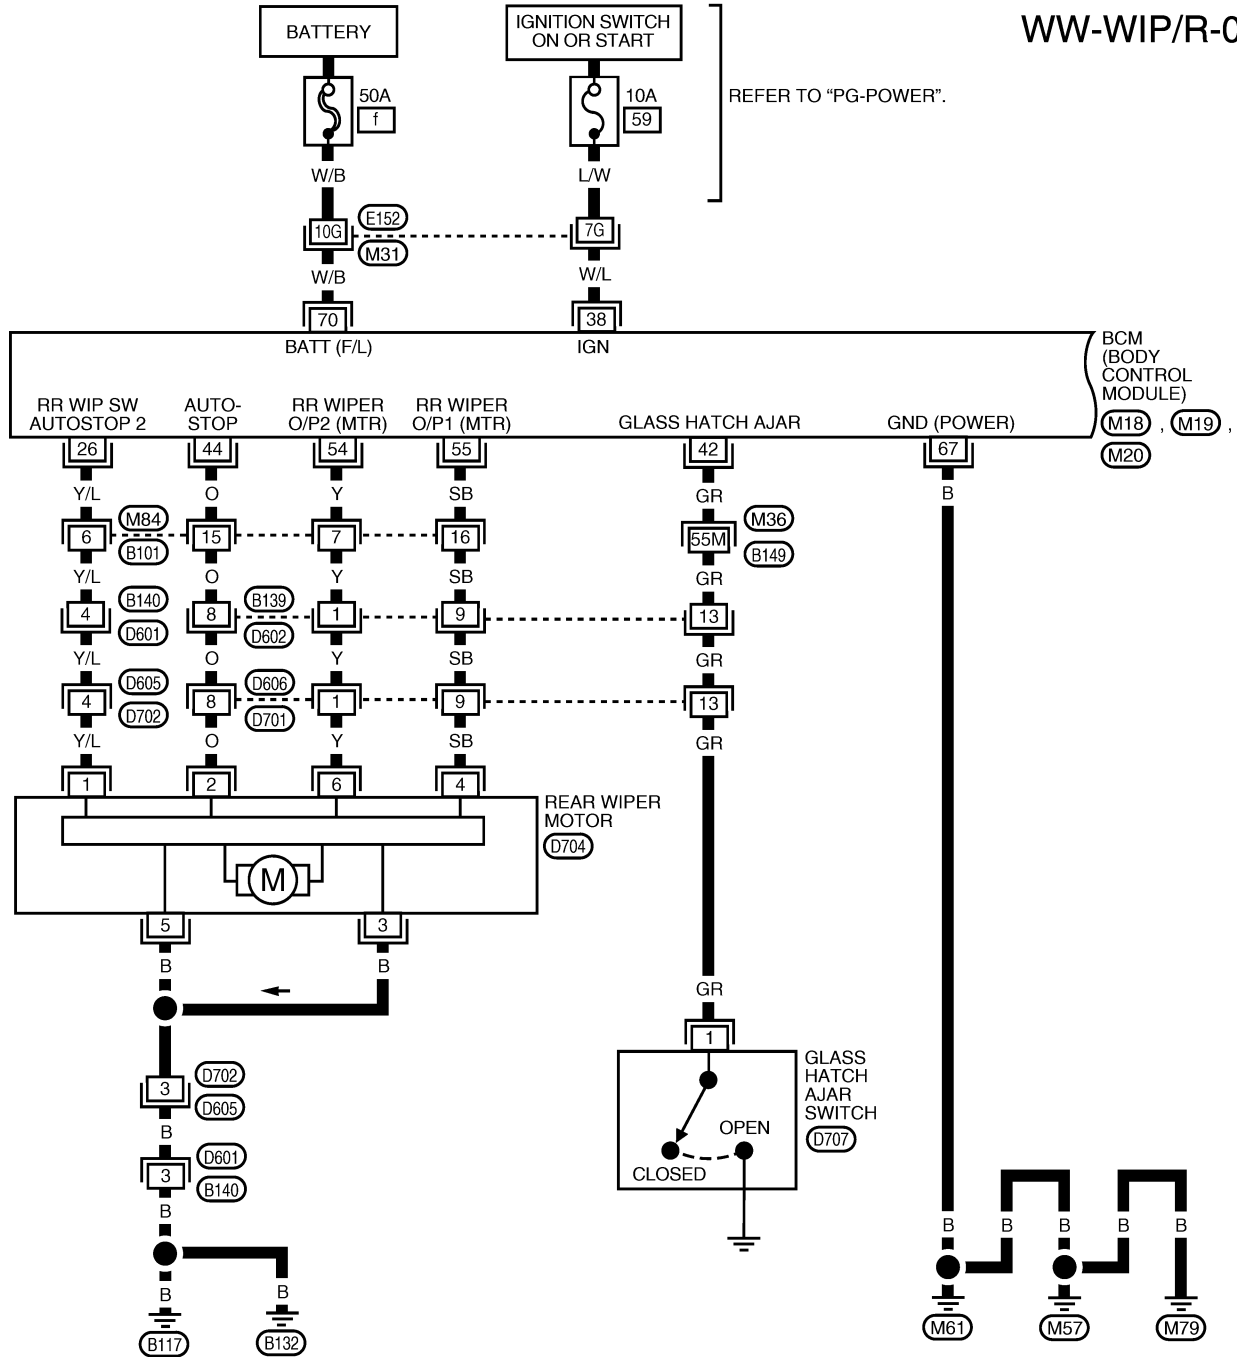 WW-WIP/R-0
BATTERY
IGNITION SWITCH
ON OR START
50A
f
10A
59
REFER TO “PG-POWER”.
W/B
L/W
10G
E152
M31
7G
W/B
W/L
70
38
BATT (F/L)
IGN
BCM
(BODY
CONTROL
MODULE)
M18 , M19 ,
M20
RR WIP SW
AUTOSTOP 2
AUTO-
STOP
RR WIPER
O/P2 (MTR)
RR WIPER
O/P1 (MTR)
GLASS HATCH AJAR
GND (POWER)
26
44
54
55
42
67
Y/L
O
Y
SB
GR
B
6
M84
B101
15
7
16
55M
M36
B149
Y/L
O
Y
SB
GR
4
B140
D601
8
B139
D602
1
9
13
Y/L
O
Y
SB
GR
4
D605
D702
8
D606
D701
1
9
13
Y/L
O
Y
SB
GR
1
2
6
4
REAR WIPER
MOTOR
D704
M
5
3
B
B
GR
1
GLASS
HATCH
AJAR
SWITCH
D707
OPEN
CLOSED
3
D702
D605
B
3
D601
B140
B
B
B
B117
B132
B
B
B
B
B
M61
M57
M79